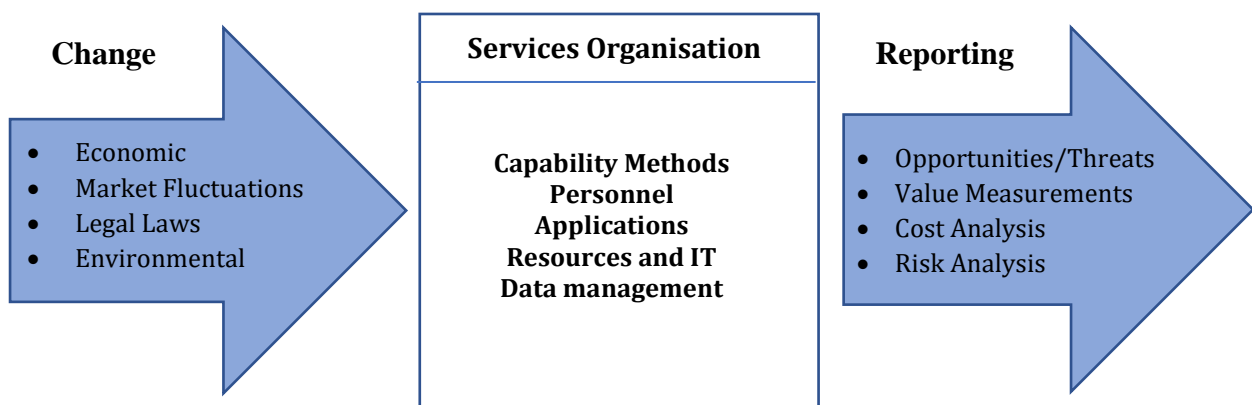 Change
• Economic
• Market Fluctuations
• Legal Laws
• Environmental
Services Organisation
Capability Methods
Personnel
Applications
Resources and IT
Data management
Reporting
• Opportunities/Threats
• Value Measurements
• Cost Analysis
• Risk Analysis